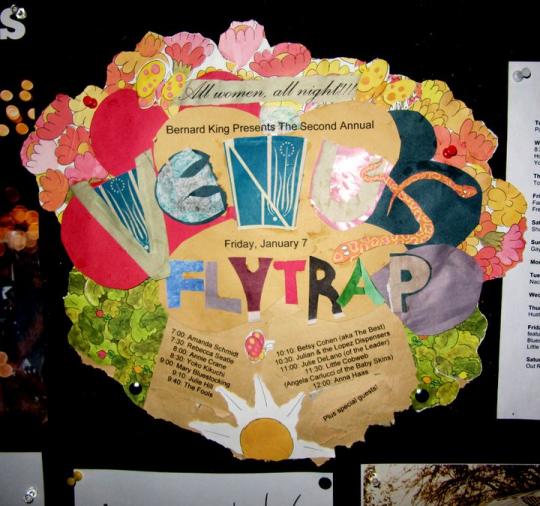 s
All women, all night!!!!
Bernard King Presents The Second Annual
VeNUS
Friday, January 7
FLYTRAP
7:00: Amanda Schmidt
7:30: Rebecca Seatle
8:00: Annie Crane
8:30: Yoko Kikuchi
9:00: Mary Bluestocking
9:10: Julie Hill
9:40: The Fools
10:10: Betsy Cohen (aka The Best)
10:30: Julian & the Lopez Dispensers
11:00: Julie DeLano (of the Leader)
11:30: Little Cobareb
(Angela Carlucci of the Baby Skins)
12:00: Anna Haas
Plus special guests!